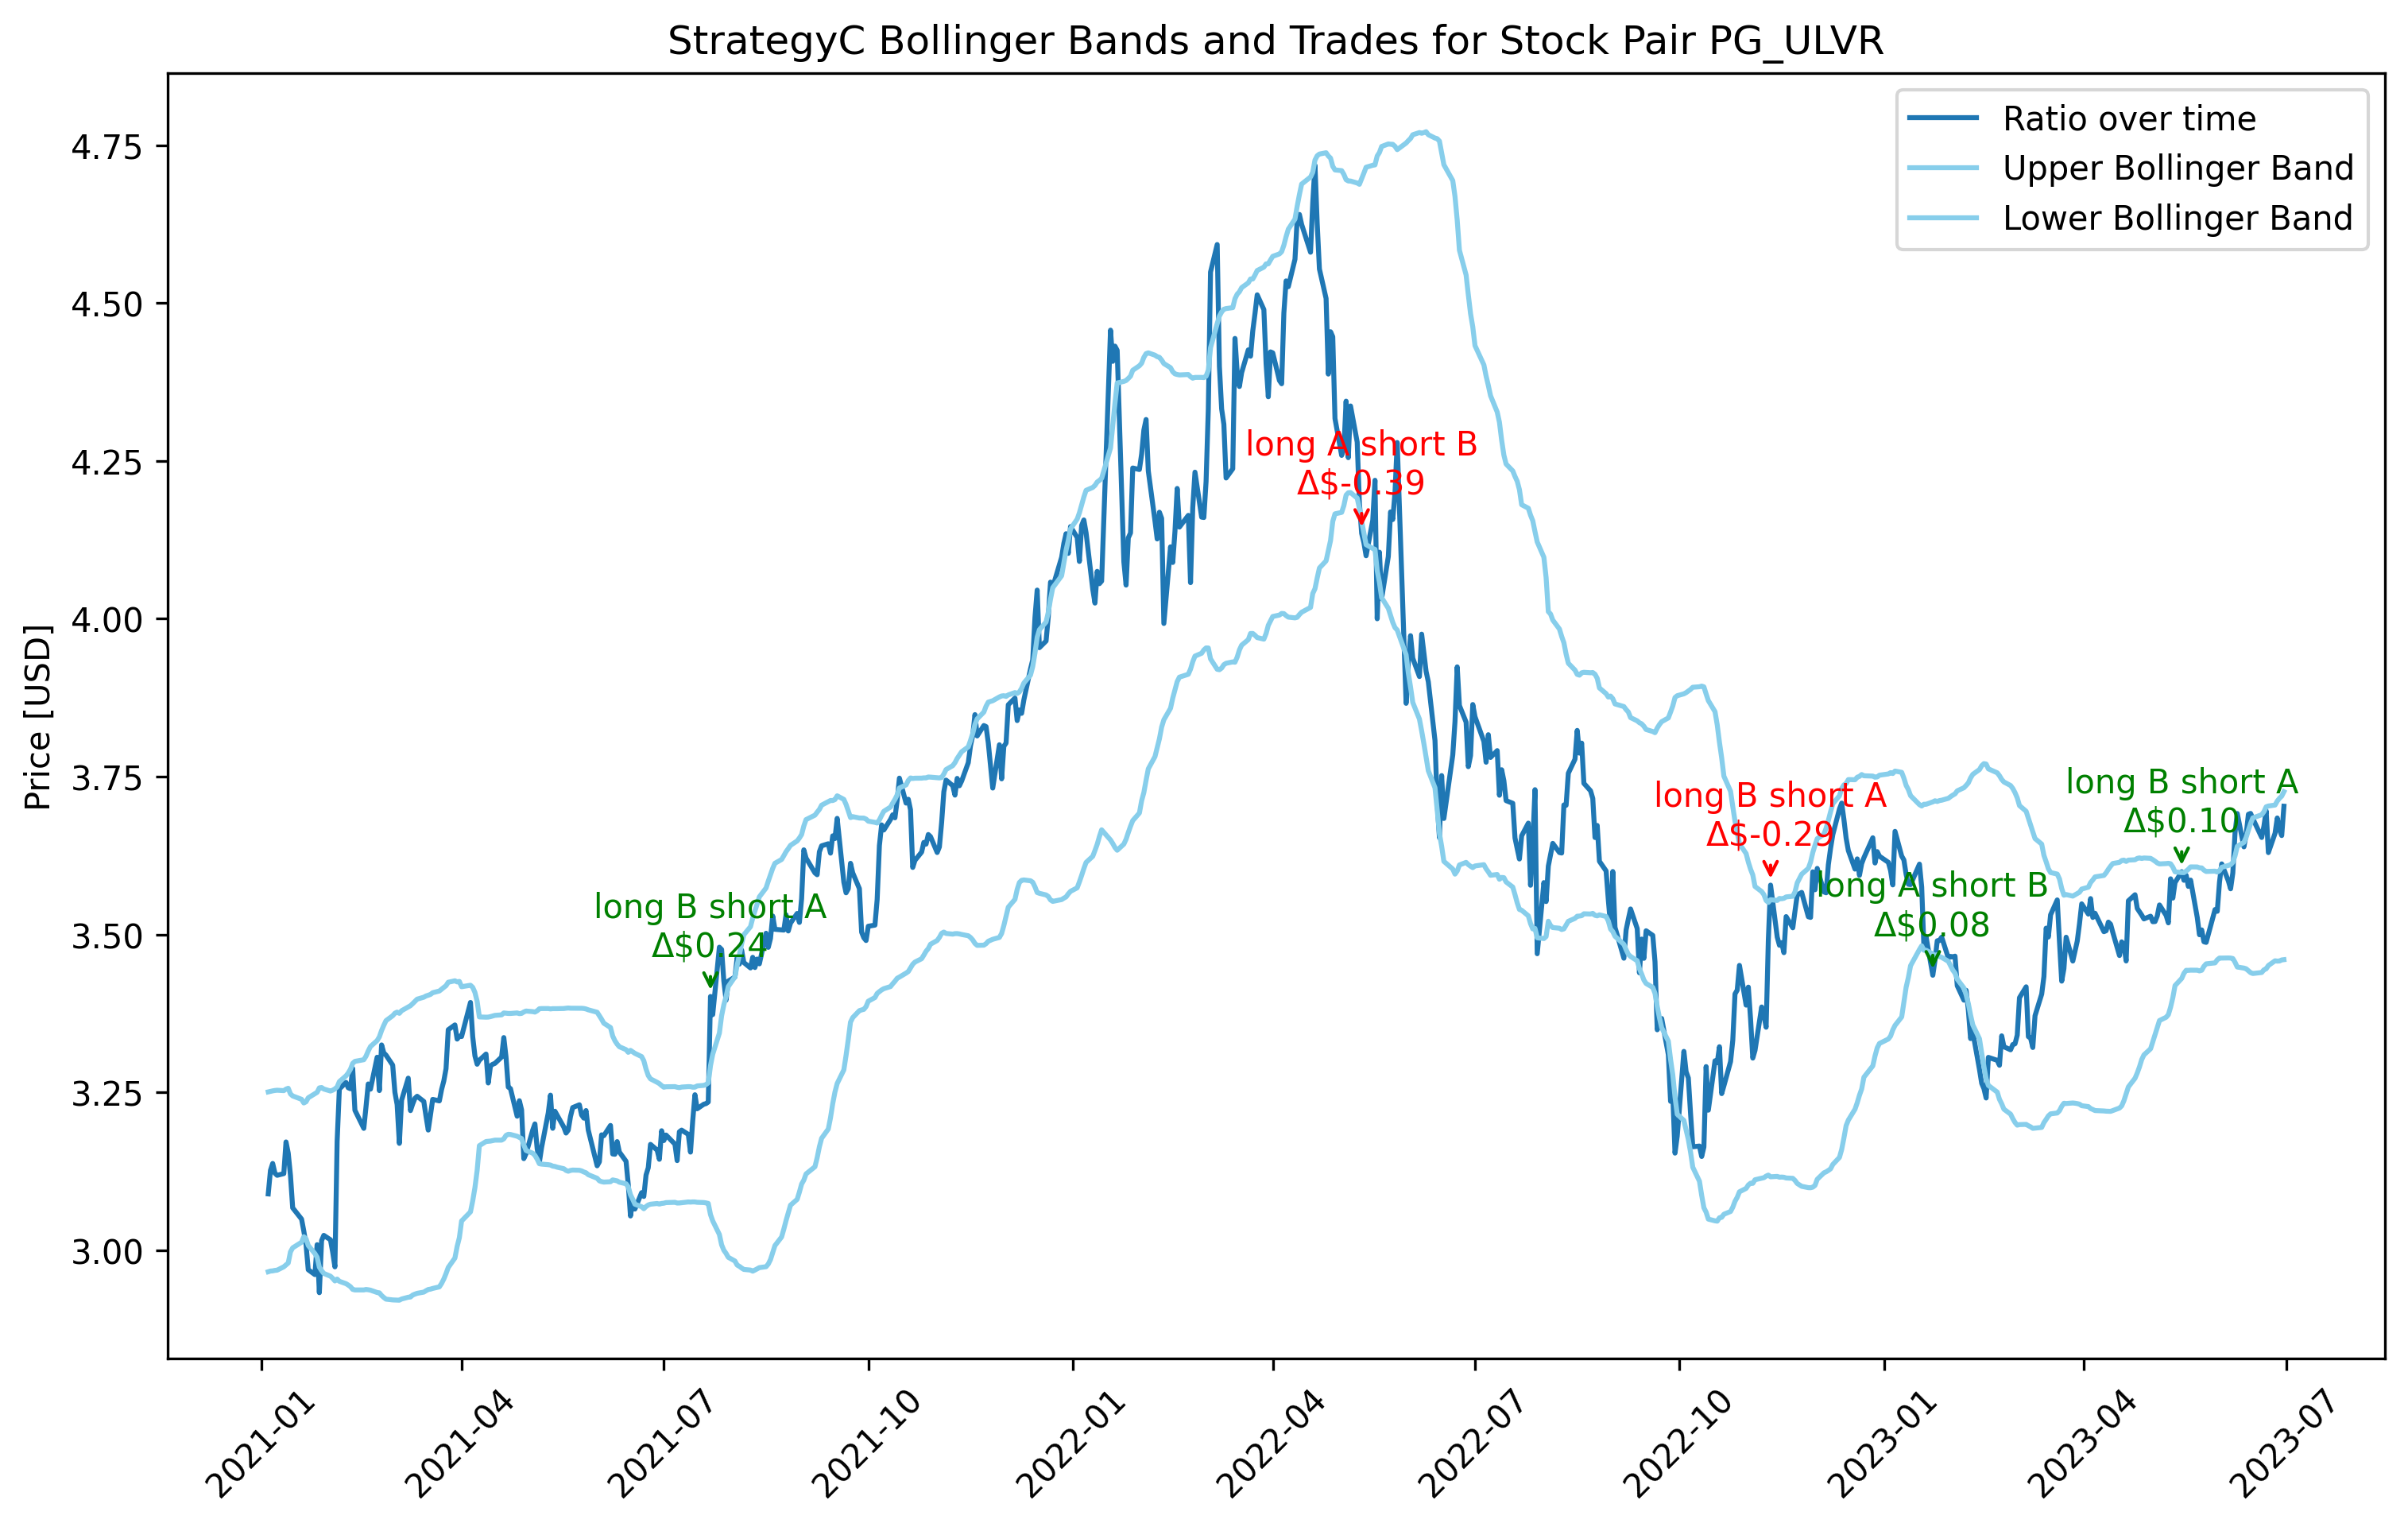 StrategyC Bollinger Bands and Trades for Stock Pair PG_ULVR
Ratio over time
Upper Bollinger Band
Lower Bollinger Band
Price [USD]
4.75
4.50
4.25
4.00
3.75
3.50
3.25
3.00
long B short A
Δ$0.24
long A short B
Δ$-0.39
long B short A
Δ$-0.29
long A short B
Δ$0.08
long B short A
Δ$0.10
2021-01
2021-04
2021-07
2021-10
2022-01
2022-04
2022-07
2022-10
2023-01
2023-04
2023-07